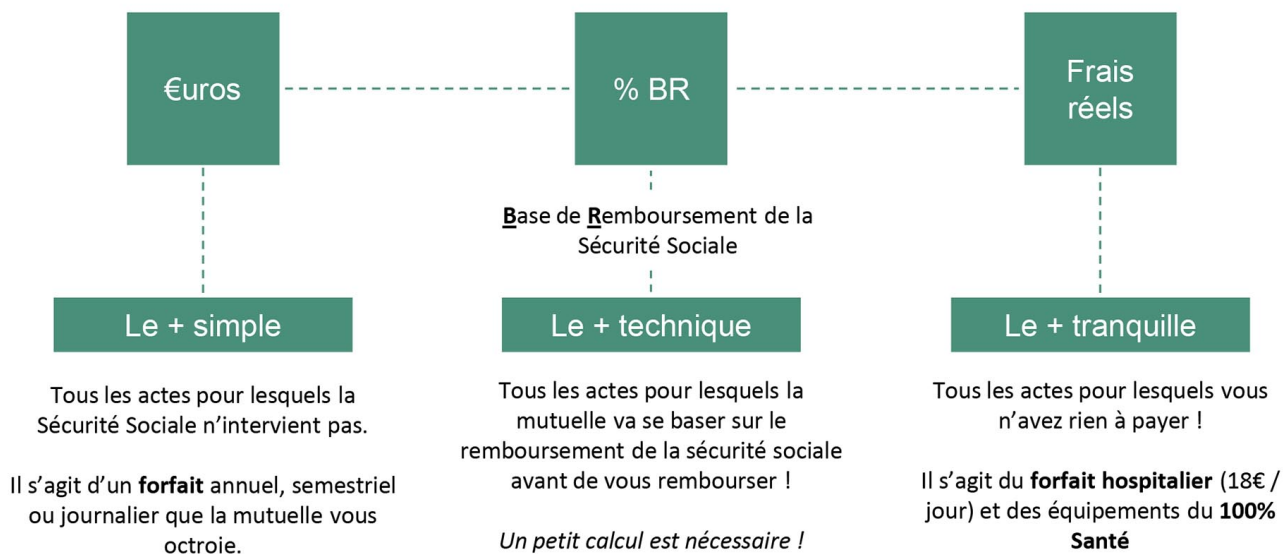 €uros
% BR
Frais
réels
Base de Remboursement de la
Sécurité Sociale
Le + simple
Le + technique
Le + tranquille
Tous les actes pour lesquels la
Sécurité Sociale n’intervient pas.
Il s’agit d’un forfait annuel, semestriel
ou journalier que la mutuelle vous
octroie.
Tous les actes pour lesquels la
mutuelle va se baser sur le
remboursement de la sécurité sociale
avant de vous rembourser !
Un petit calcul est nécessaire !
Tous les actes pour lesquels vous
n’avez rien à payer !
Il s’agit du forfait hospitalier (18€ /
jour) et des équipements du 100%
Santé